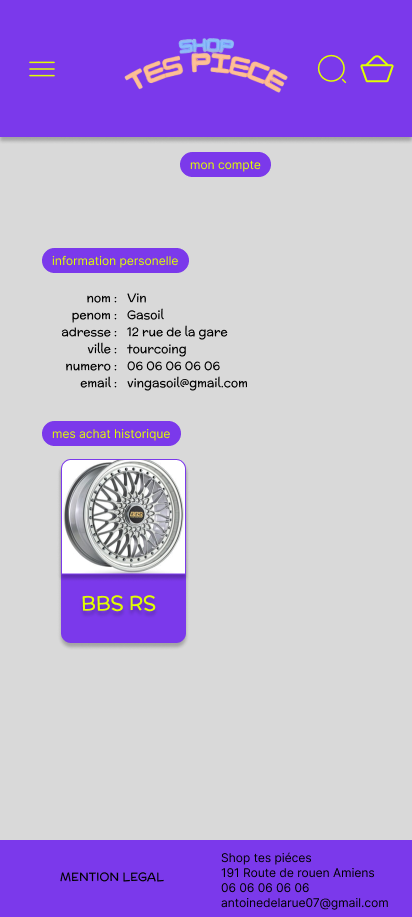 SHOP
TES PIECE
mon compte
information personelle
nom : Vin
penom : Gasoil
adresse : 12 rue de la gare
ville : tourcoing
numero : 06 06 06 06 06
email : vingasoil@gmail.com
mes achat historique
BBS
BBS RS
MENTION LEGAL
Shop tes piéces
191 Route de rouen Amiens
06 06 06 06 06
antoinedelarue07@gmail.com